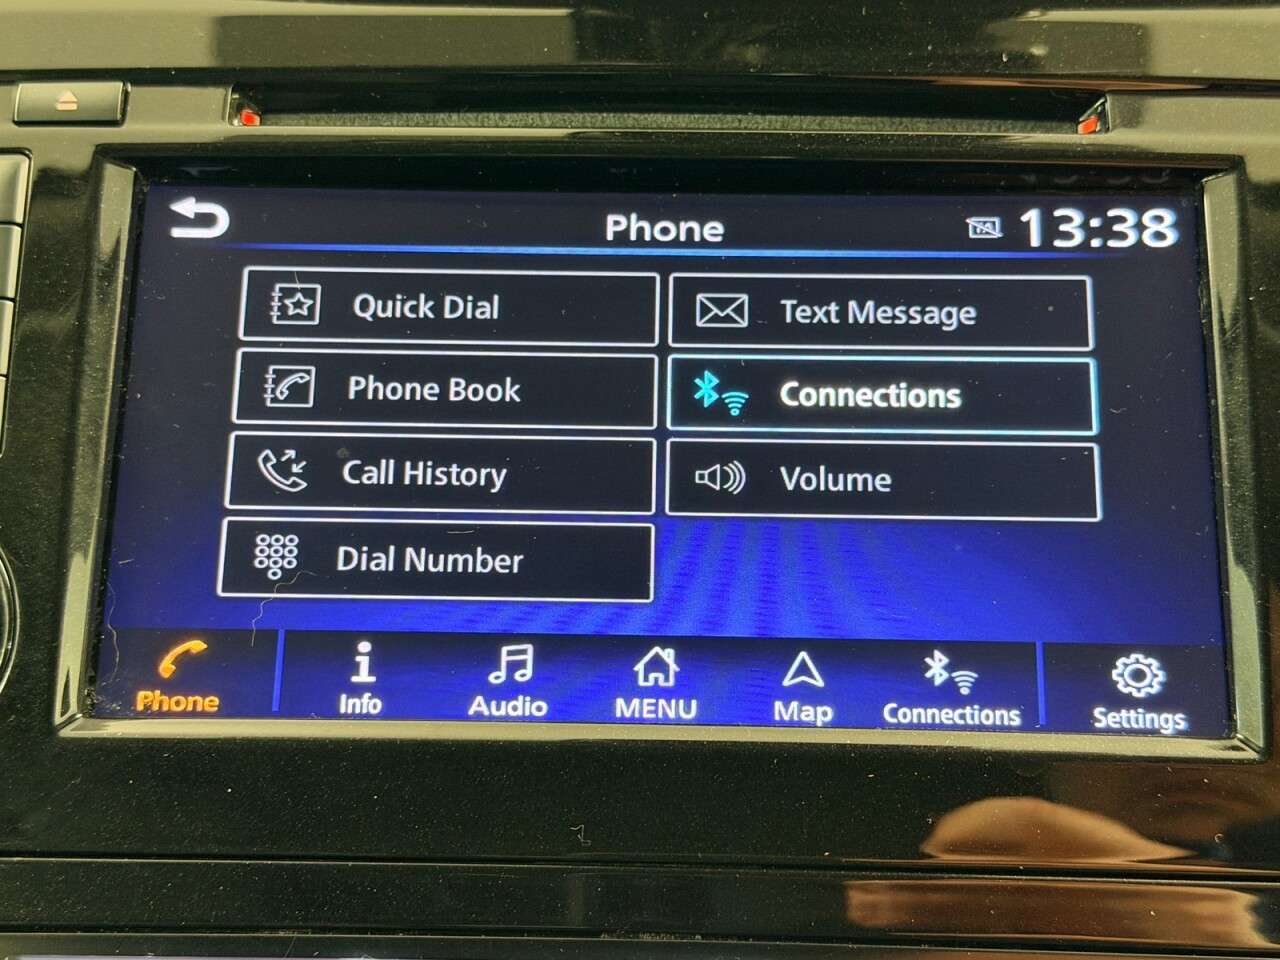 Phone
TA
13:38
Quick Dial
Text Message
Phone Book
Connections
Call History
Volume
Dial Number
Phone
Info
Audio
MENU
Map
Connections
Settings